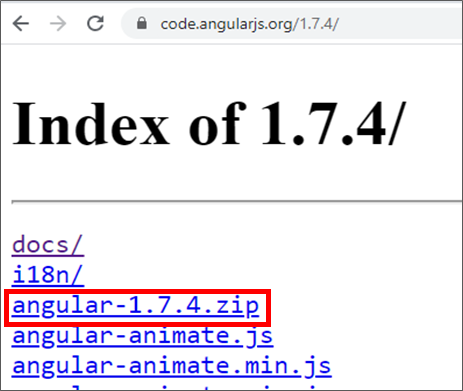 code.angularjs.org/1.7.4/
Index of 1.7.4/
docs/
i18n/
angular-1.7.4.zip
angular-animate.js
angular-animate.min.js